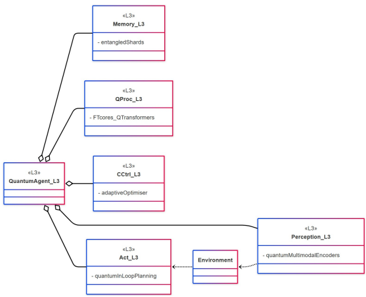 «L3»
Memory_L3
- entangledShards
«L3»
QProc_L3
- FTcores_QTransformers
«L3»
QuantumAgent_L3
«L3»
CCtrl_L3
- adaptiveOptimiser
«L3»
Act_L3
- quantumInLoopPlanning
Environment
«L3»
Perception_L3
- quantumMultimodalEncoders